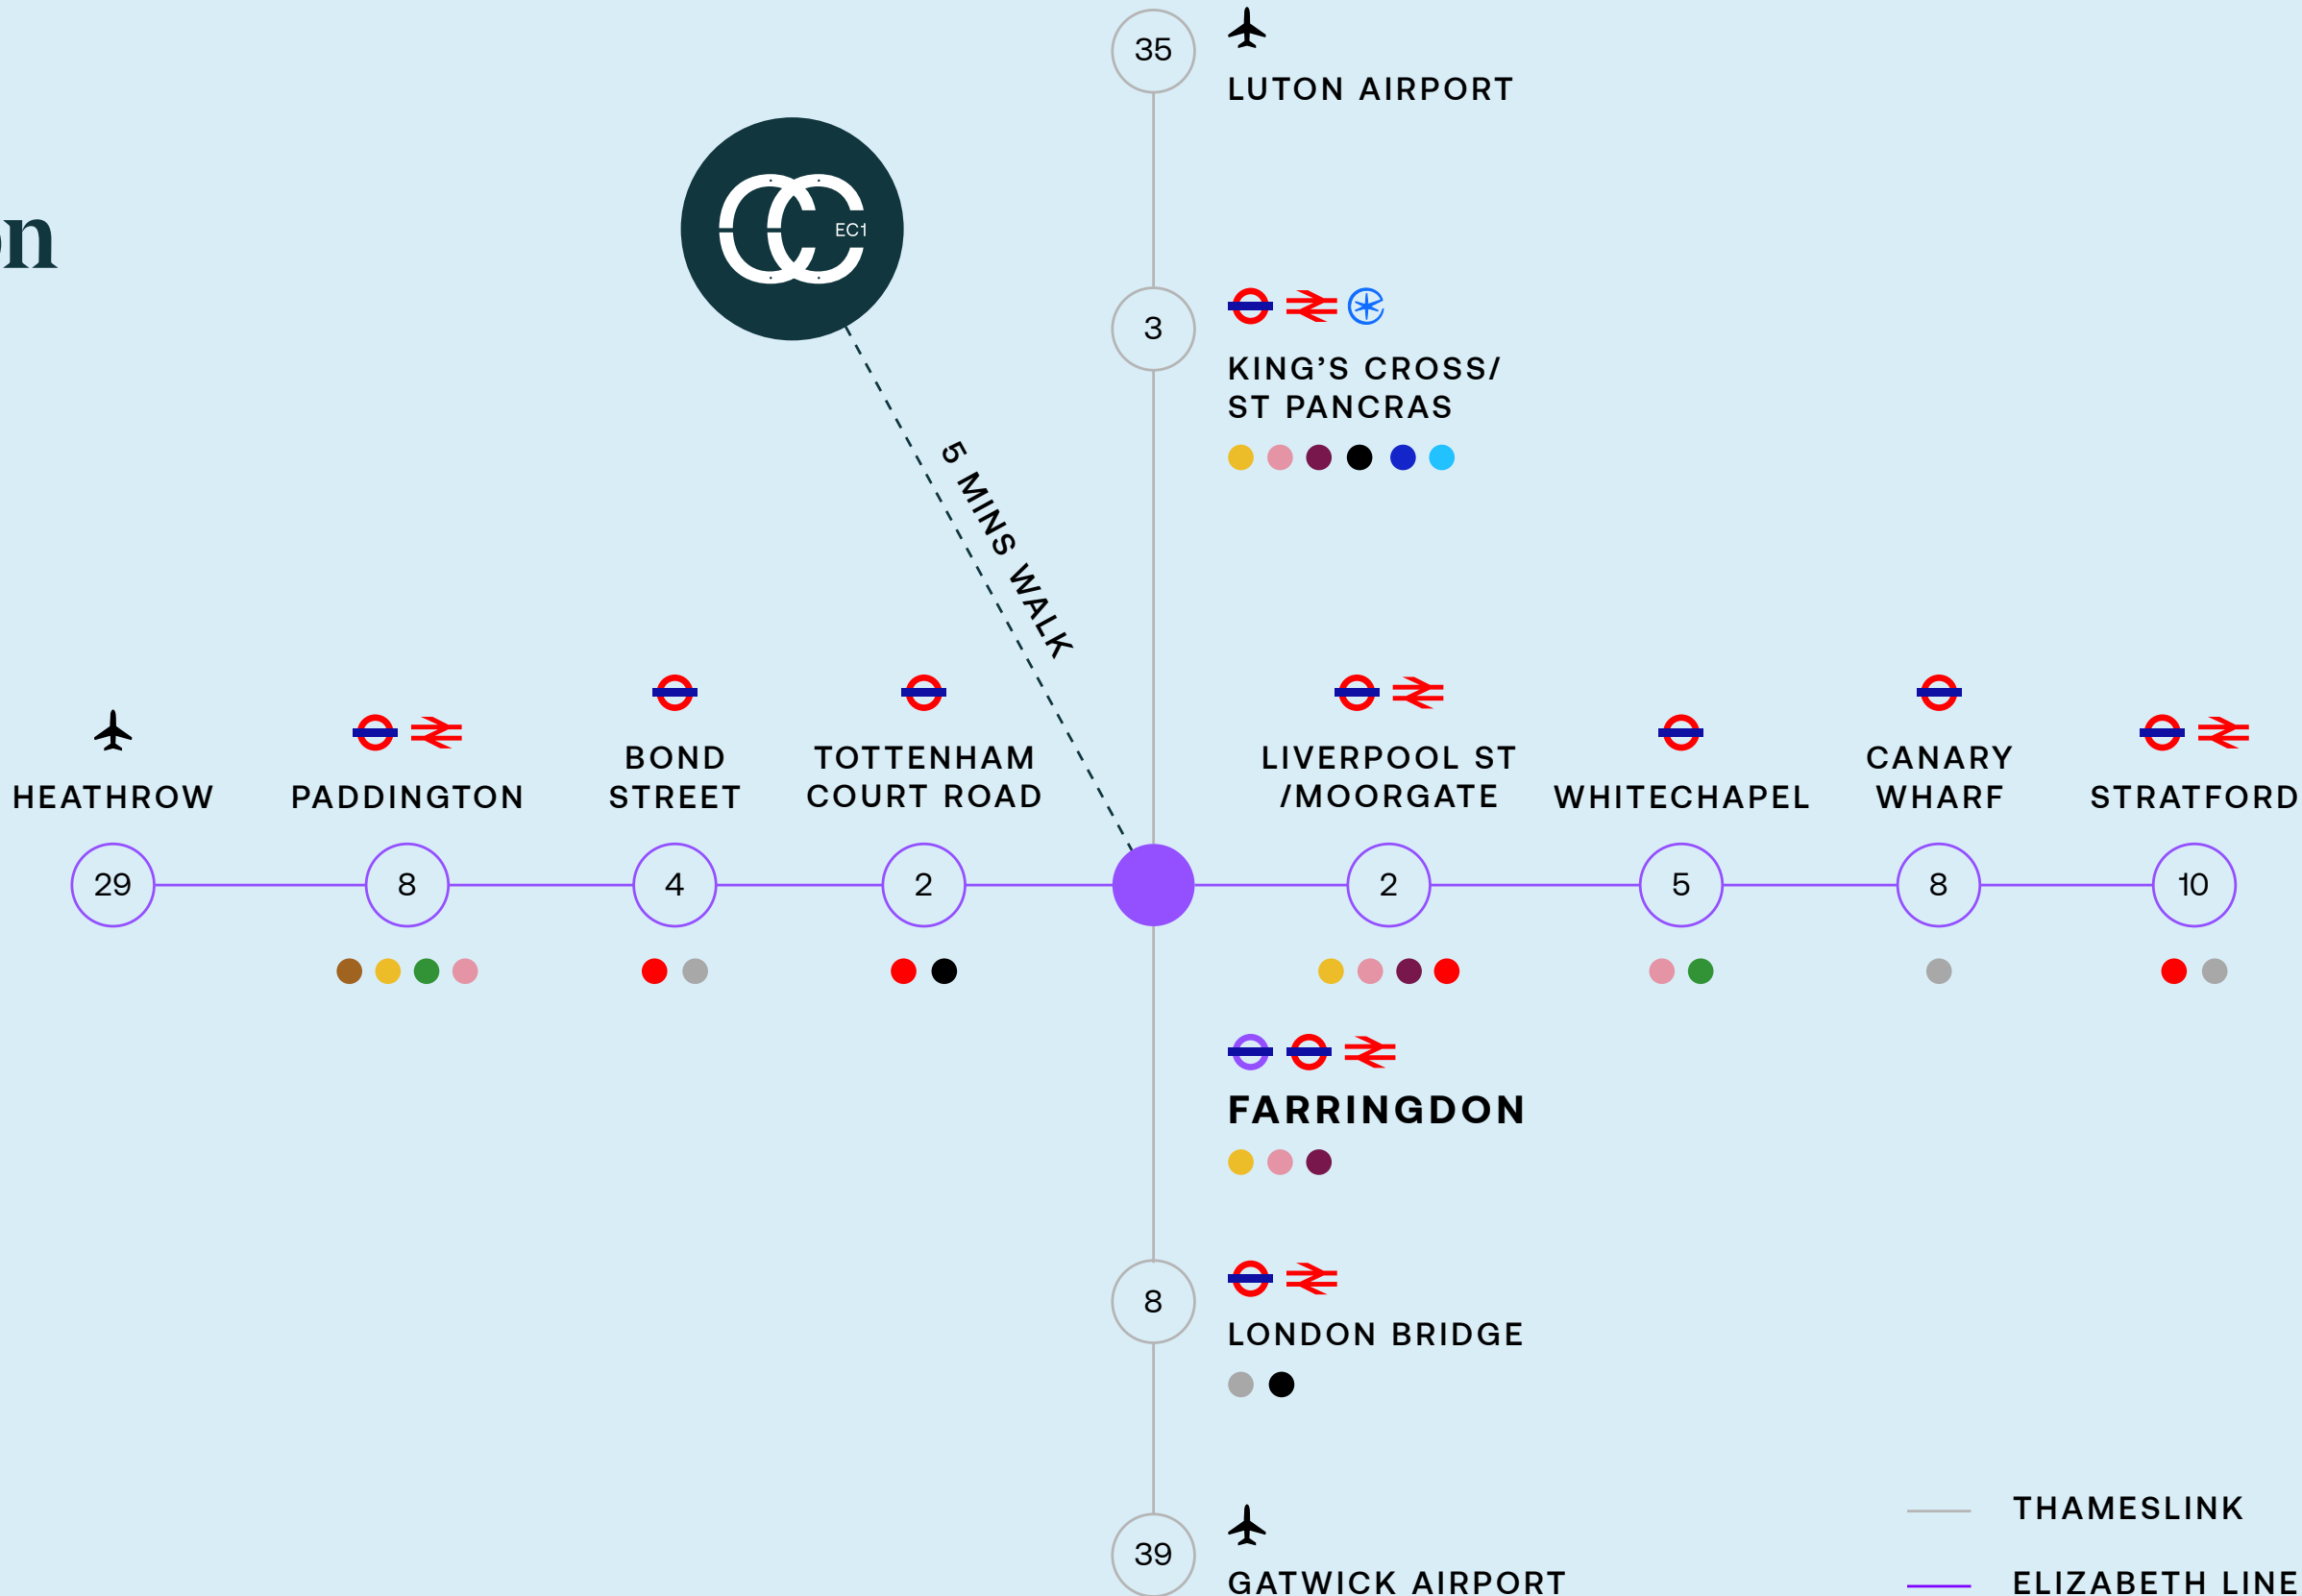 35
LUTON AIRPORT
EC1
3
KING’S CROSS/
ST PANCRAS
5 MINS WALK
HEATHROW
29
PADDINGTON
8
BOND
STREET
4
TOTTENHAM
COURT ROAD
2
LIVERPOOL ST
/MOORGATE
2
WHITECHAPEL
5
CANARY
WHARF
8
STRATFORD
10
FARRINGDON
8
LONDON BRIDGE
39
GATWICK AIRPORT
THAMESLINK
ELIZABETH LINE